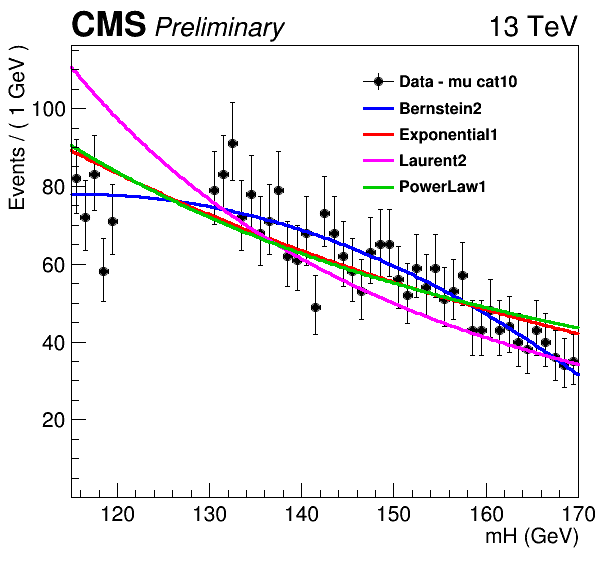 CMS Preliminary 13 TeV
Events / ( 1 GeV )
Data - mu cat10
Bernstein2
Exponential1
Laurent2
PowerLaw1
100
80
60
40
20
120 130 140 150 160 170
mH (GeV)